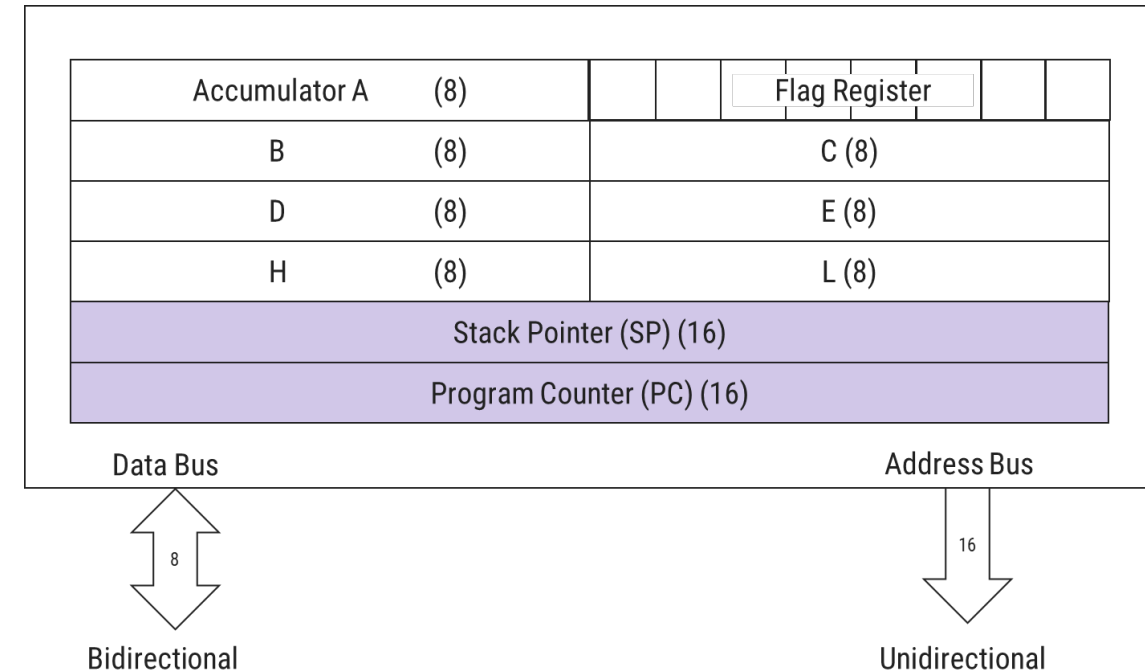 Accumulator A (8) Flag Register
B (8) C (8)
D (8) E (8)
H (8) L (8)
Stack Pointer (SP) (16)
Program Counter (PC) (16)
Data Bus Address Bus
8 16
Bidirectional Unidirectional